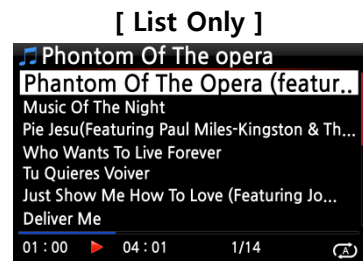 [ List Only ]
Phontom Of The opera
Phantom Of The Opera (featur..
Music Of The Night
Pie Jesu(Featuring Paul Miles-Kingston & Th...
Who Wants To Live Forever
Tu Quieres Voiver
Just Show Me How To Love (Featuring Jo...
Deliver Me
01 : 00 04 : 01 1/14 A